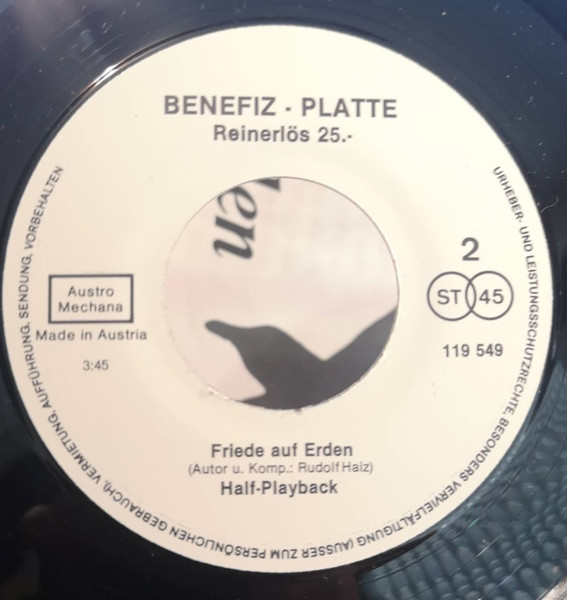 BENEFIZ - PLATTE
Reinerlös 25.-
2
ST 45
119 549
Austro
Mechana
Made in Austria
3:45
Friede auf Erden
(Autor u. Komp.: Rudolf Haiz)
Half-Playback
URHEBER- UND LEISTUNGSSCHUTZRECHTE, BESONDERS VERVIELFÄLTIGUNG (AUSSER ZUM PERSÖNLICHEN GEBRAUCH), VERMIETUNG, AUFFÜHRUNG, SENDUNG, VORBEHALTEN